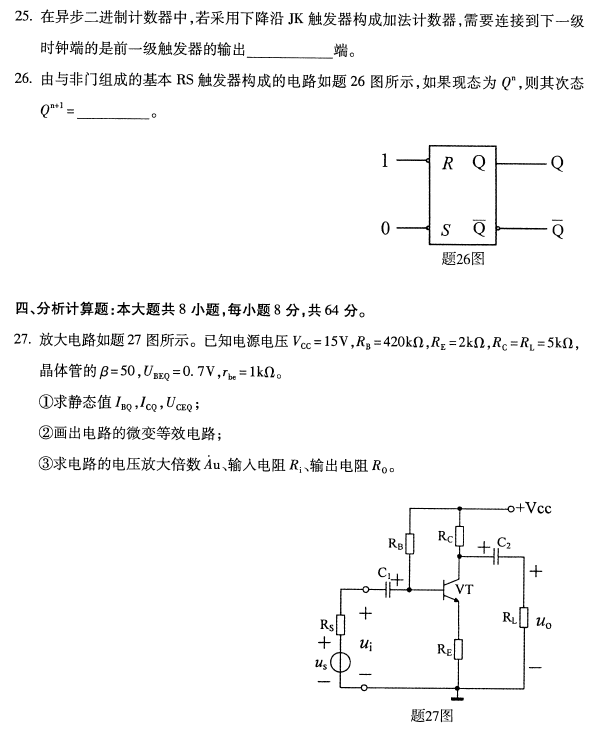 25. 在异步二进制计数器中,若采用下降沿 JK 触发器构成加法计数器,需要连接到下一级
时钟端的是前一级触发器的输出__________端。
26. 由与非门组成的基本 RS 触发器构成的电路如题 26 图所示,如果现态为 Qⁿ,则其次态
Qⁿ⁺¹ = __________。
1 R Q Q
0 S Q̅ Q̅
题26图
四、分析计算题:本大题共 8 小题,每小题 8 分,共 64 分。
27. 放大电路如题 27 图所示。已知电源电压 V_CC = 15V, R_B = 420kΩ, R_E = 2kΩ, R_C = R_L = 5kΩ,
晶体管的 β = 50, U_BEQ = 0. 7V, r_be = 1kΩ。
①求静态值 I_BQ, I_CQ, U_CEQ;
②画出电路的微变等效电路;
③求电路的电压放大倍数 Ȧu、输入电阻 R_i、输出电阻 R_o。
+Vcc
R_B R_C + C_2
C_1 + VT +
R_S + u_i R_E R_L u_o
+ u_s
− − −
题27图